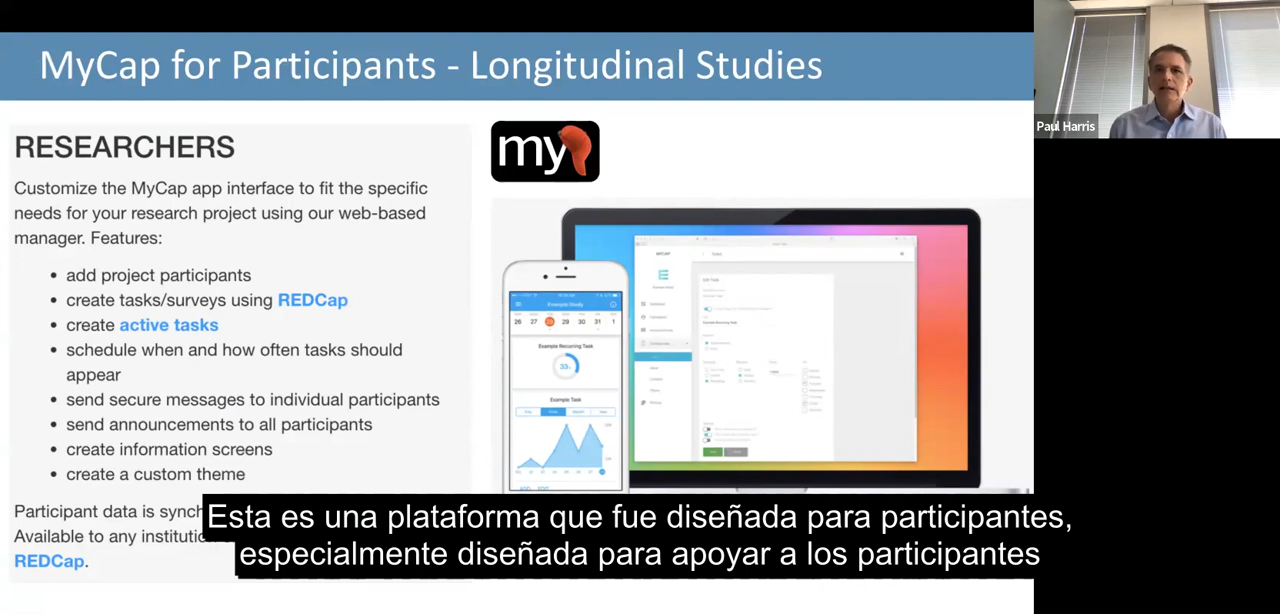 MyCap for Participants - Longitudinal Studies
Paul Harris
RESEARCHERS
Customize the MyCap app interface to fit the specific
needs for your research project using our web-based
manager. Features:
add project participants
create tasks/surveys using REDCap
create active tasks
schedule when and how often tasks should
appear
send secure messages to individual participants
send announcements to all participants
create information screens
create a custom theme
Participant data is
Available to any
REDCap.
my
Example Study
26 27 28 29 30 31 1
Example Recurring Task
33%
Example Task
MYCAP
Esta es una plataforma que fue diseñada para participantes,
especialmente diseñada para apoyar a los participantes